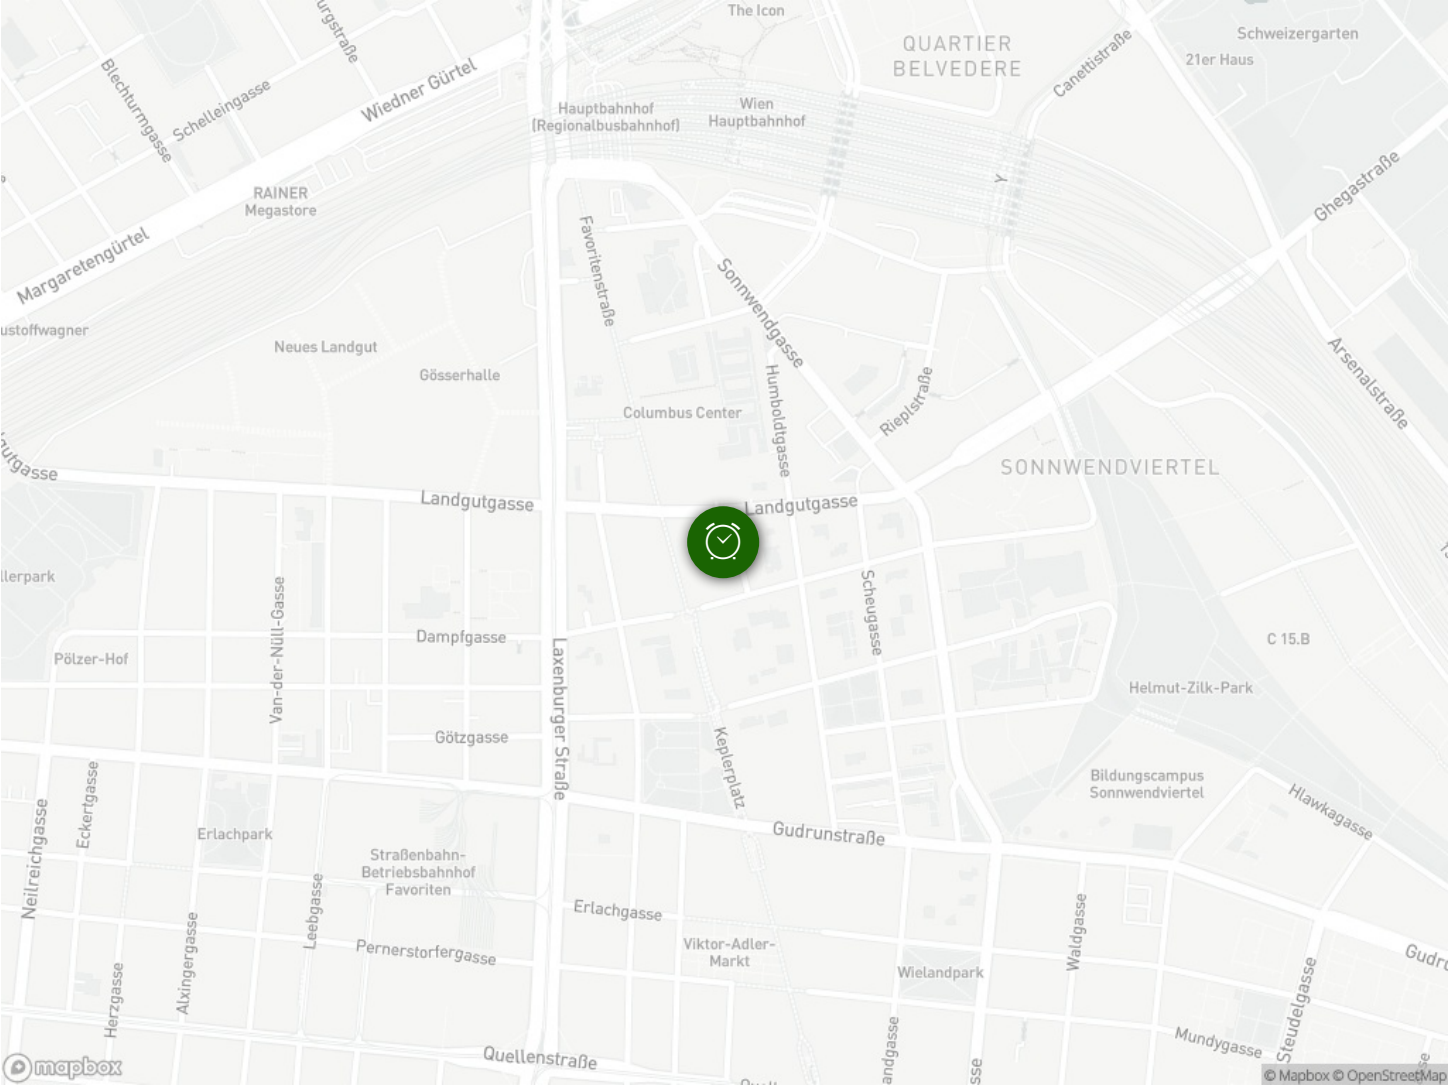 The Icon
QUARTIER
BELVEDERE
Schweizergarten
21er Haus
Canettistraße
Blechturmgasse
Schelleingasse
Wiedner Gürtel
Hauptbahnhof
(Regionalbusbahnhof)
Wien
Hauptbahnhof
RAINER
Megastore
Ghegastraße
Margaretengürtel
Favoritenstraße
Sonnwendgasse
Neues Landgut
Gösserhalle
Arsenalstraße
Columbus Center
Humboldtgasse
Rieplstraße
SONNWENDVIERTEL
Landgutgasse
Landgutgasse
Scheugasse
Van-der-Nüll-Gasse
Dampfgasse
Pölzer-Hof
Laxenburger Straße
C 15.B
Helmut-Zilk-Park
Götzgasse
Keplerplatz
Bildungscampus
Sonnwendviertel
Hlawkagasse
Eckertgasse
Neilreichgasse
Erlachpark
Gudrunstraße
Straßenbahn-
Betriebsbahnhof
Favoriten
Leebgasse
Erlachgasse
Waldgasse
Alxingergasse
Pernerstorfergasse
Viktor-Adler-
Markt
Wielandpark
Herzgasse
Steudelgasse
Mundygasse
Quellenstraße
mapbox
© Mapbox © OpenStreetMap